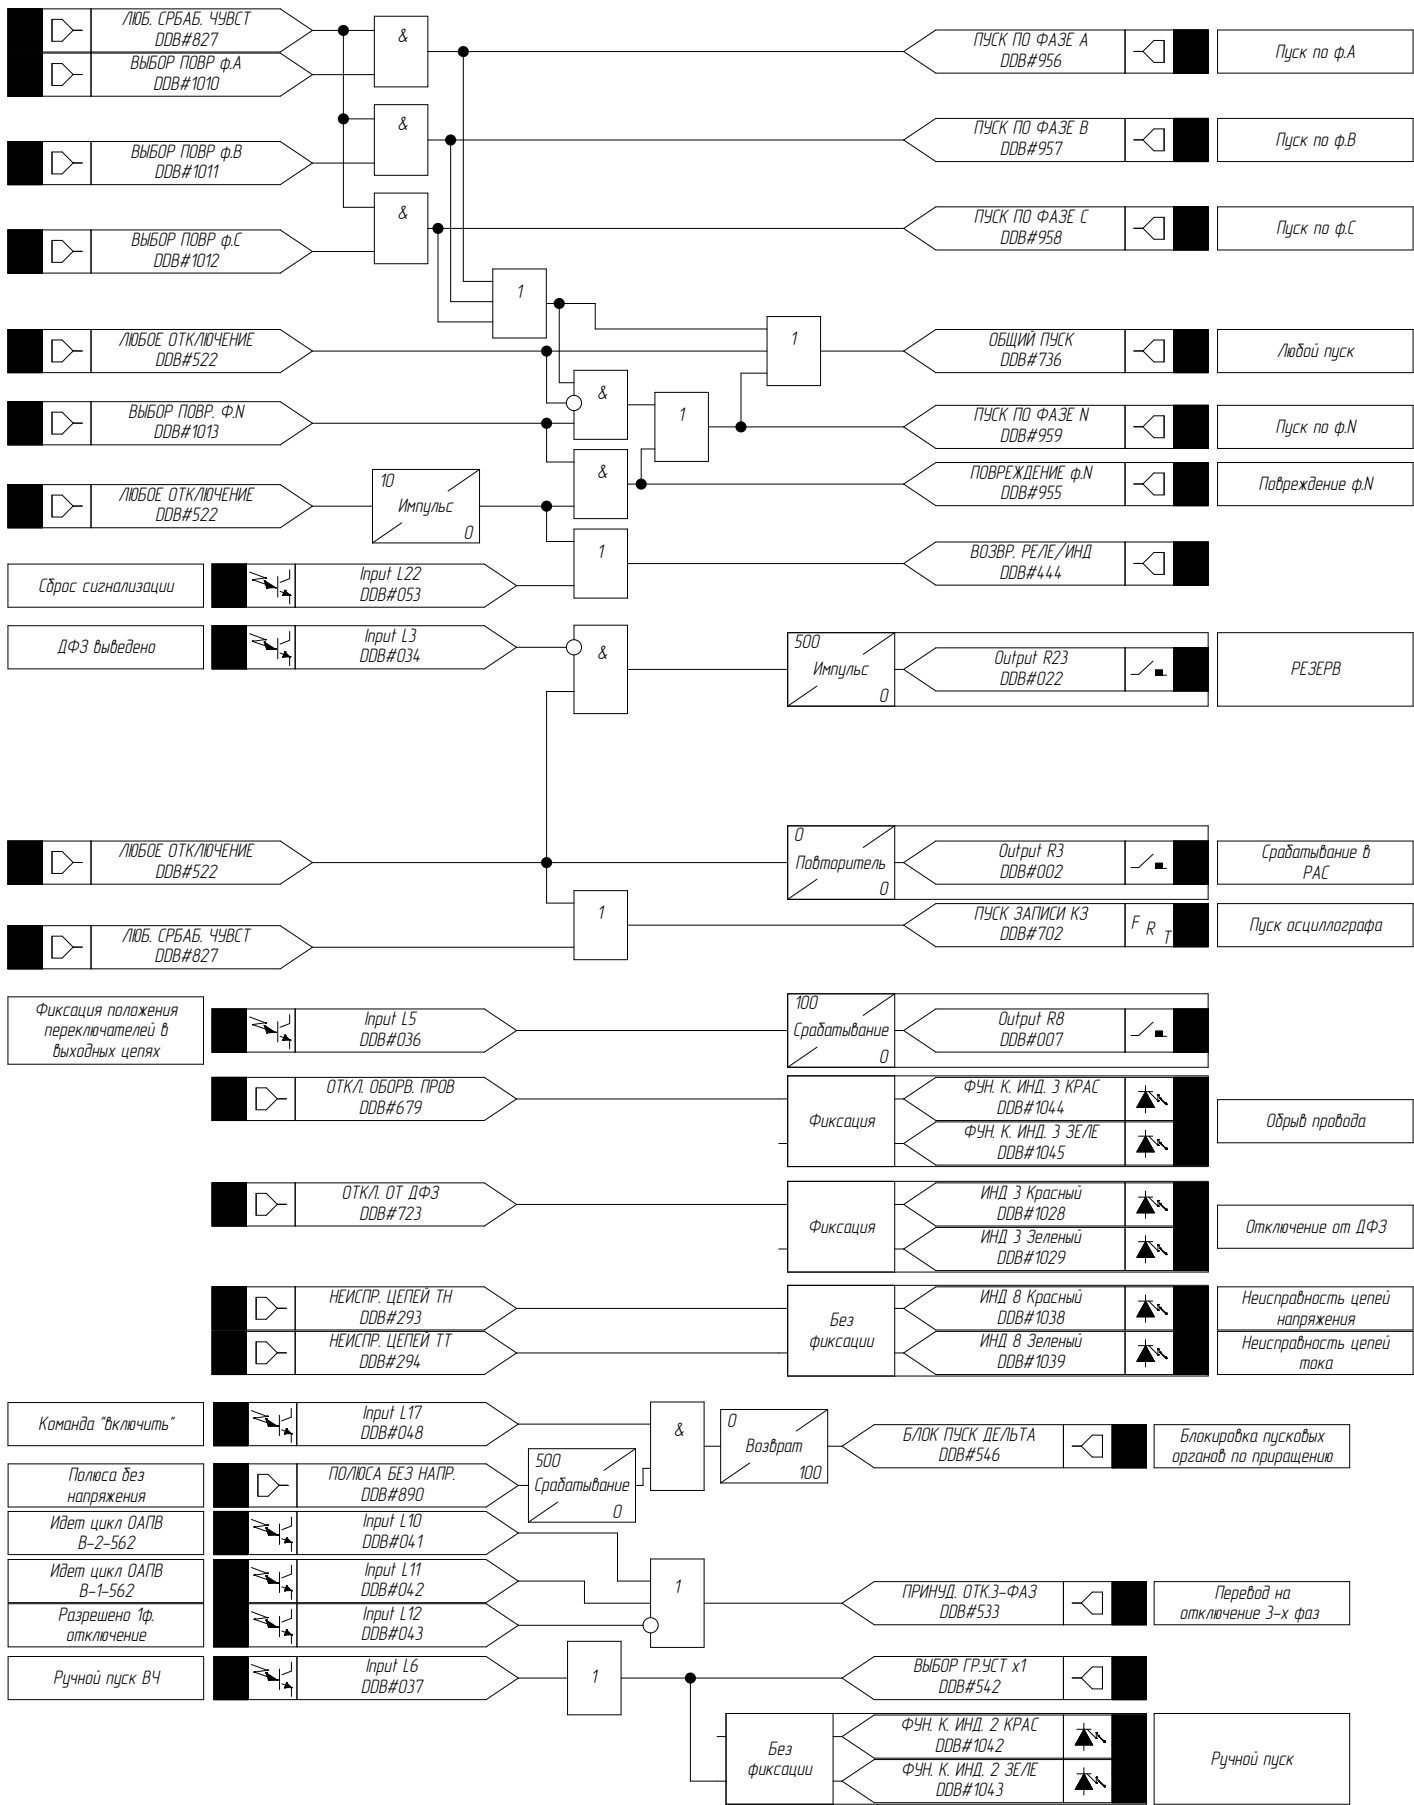 ЛЮБ. СРБАБ. ЧУВСТ
DDB#827
&
ПУСК ПО ФАЗЕ A
DDB#956
Пуск по ф.А
ВЫБОР ПОВР ф.А
DDB#1010
&
ПУСК ПО ФАЗЕ B
DDB#957
Пуск по ф.В
ВЫБОР ПОВР ф.В
DDB#1011
&
ПУСК ПО ФАЗЕ C
DDB#958
Пуск по ф.С
ВЫБОР ПОВР ф.С
DDB#1012
1
ЛЮБОЕ ОТКЛЮЧЕНИЕ
DDB#522
1
ОБЩИЙ ПУСК
DDB#736
Любой пуск
&
ВЫБОР ПОВР. Ф.N
DDB#1013
1
ПУСК ПО ФАЗЕ N
DDB#959
Пуск по ф.N
&
ПОВРЕЖДЕНИЕ ф.N
DDB#955
Повреждение ф.N
ЛЮБОЕ ОТКЛЮЧЕНИЕ
DDB#522
10
Импульс
0
1
ВОЗВР. РЕЛЕ/ИНД
DDB#444
Сброс сигнализации
Input L22
DDB#053
ДФЗ выведено
Input L3
DDB#034
&
500
Импульс
0
Output R23
DDB#022
РЕЗЕРВ
ЛЮБОЕ ОТКЛЮЧЕНИЕ
DDB#522
0
Повторитель
0
Output R3
DDB#002
Срабатывание в
РАС
1
ПУСК ЗАПИСИ КЗ
DDB#702
F R T
Пуск осциллографа
ЛЮБ. СРБАБ. ЧУВСТ
DDB#827
Фиксация положения
переключателей в
выходных цепях
Input L5
DDB#036
100
Срабатывание
0
Output R8
DDB#007
ОТКЛ. ОБОРВ. ПРОВ
DDB#679
Фиксация
ФУН. К. ИНД. 3 КРАС
DDB#1044
ФУН. К. ИНД. 3 ЗЕЛЕ
DDB#1045
Обрыв провода
ОТКЛ. ОТ ДФЗ
DDB#723
Фиксация
ИНД 3 Красный
DDB#1028
ИНД 3 Зеленый
DDB#1029
Отключение от ДФЗ
НЕИСПР. ЦЕПЕЙ ТН
DDB#293
НЕИСПР. ЦЕПЕЙ ТТ
DDB#294
Без
фиксации
ИНД 8 Красный
DDB#1038
ИНД 8 Зеленый
DDB#1039
Неисправность цепей
напряжения
Неисправность цепей
тока
Команда "включить"
Input L17
DDB#048
&
0
Возврат
100
БЛОК ПУСК ДЕЛЬТА
DDB#546
Блокировка пусковых
органов по приращению
Полюса без
напряжения
ПОЛЮСА БЕЗ НАПР.
DDB#890
500
Срабатывание
0
Идет цикл ОАПВ
В-2-562
Input L10
DDB#041
Идет цикл ОАПВ
В-1-562
Input L11
DDB#042
1
ПРИНУД. ОТК.3-ФАЗ
DDB#533
Перевод на
отключение 3-х фаз
Разрешено 1ф.
отключение
Input L12
DDB#043
Ручной пуск ВЧ
Input L6
DDB#037
1
ВЫБОР ГР.УСТ х1
DDB#542
Без
фиксации
ФУН. К. ИНД. 2 КРАС
DDB#1042
ФУН. К. ИНД. 2 ЗЕЛЕ
DDB#1043
Ручной пуск